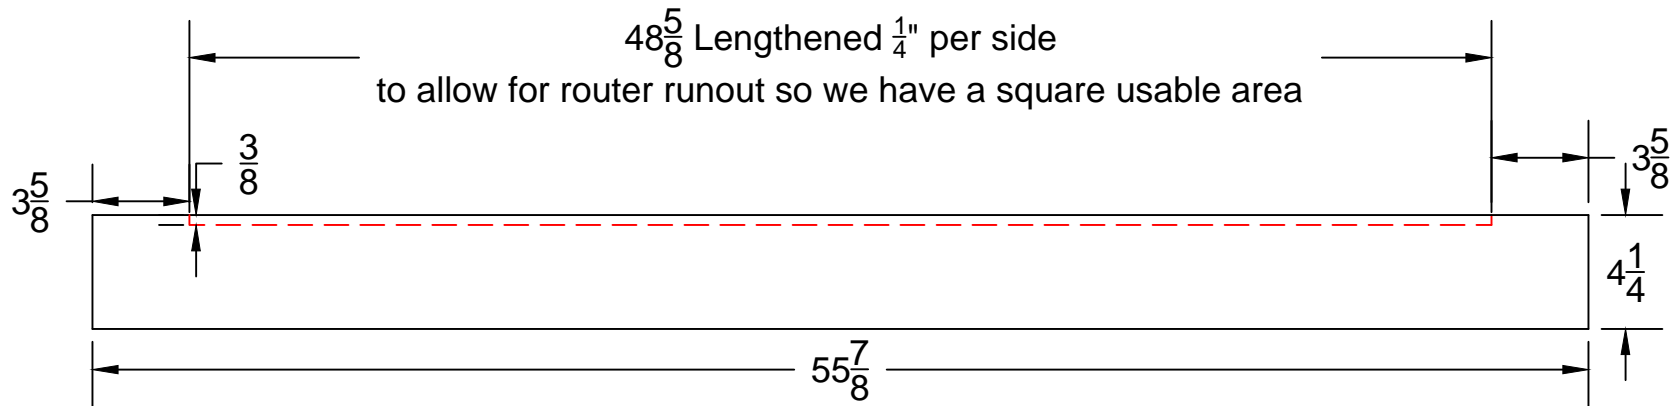 48 5/8 Lengthened 1/4" per side
to allow for router runout so we have a square usable area
3/8
3 5/8
3 5/8
4 1/4
55 7/8